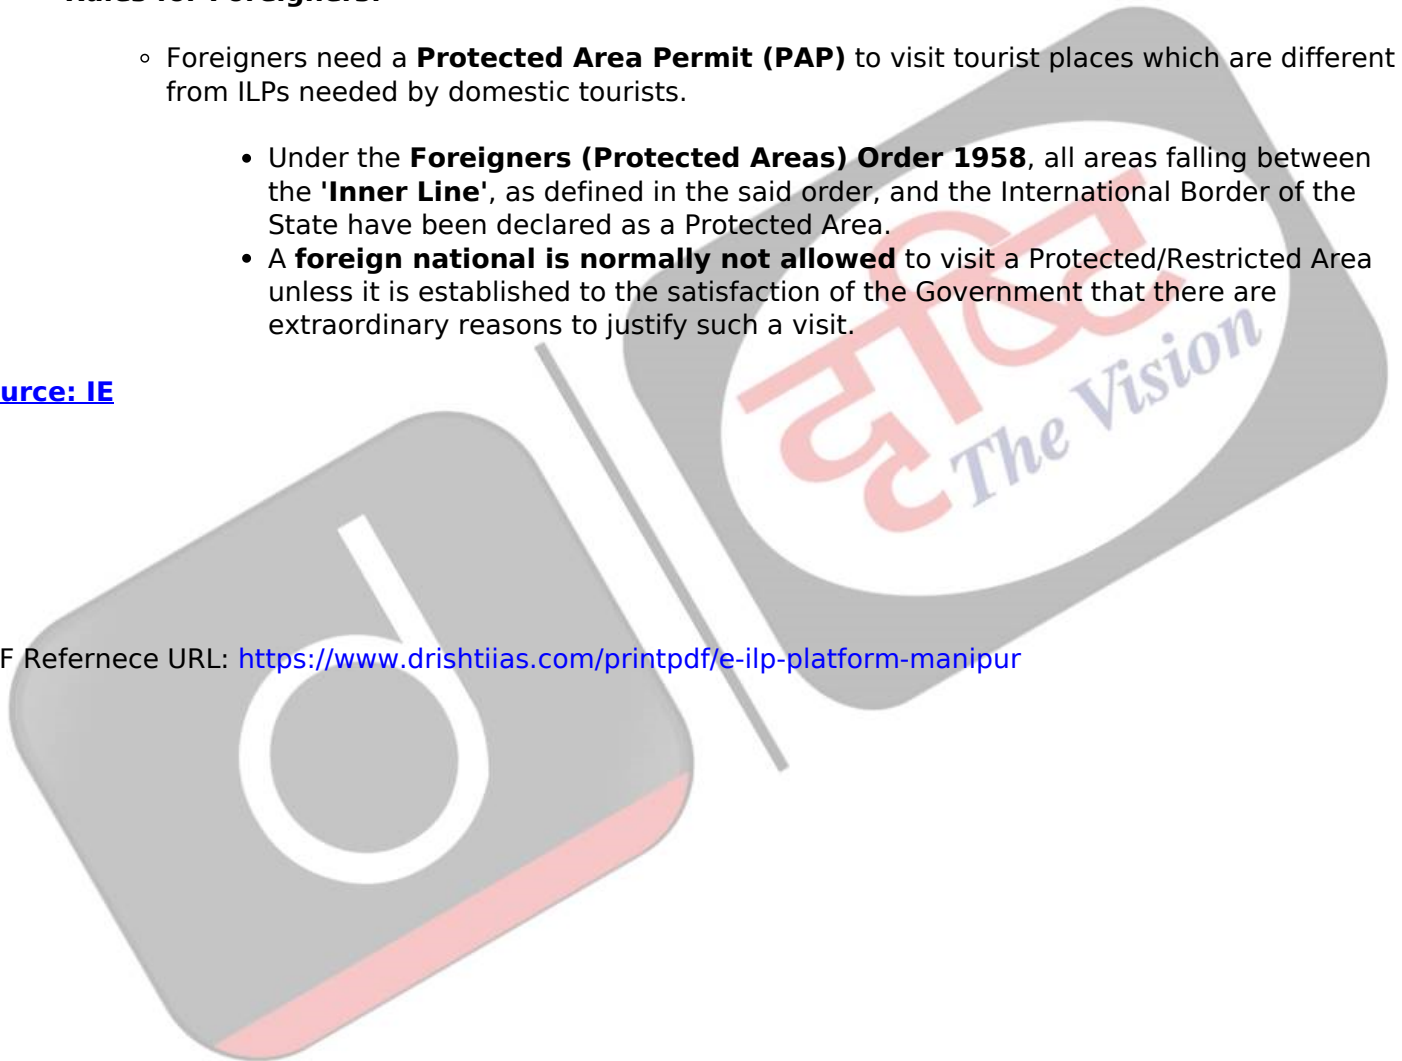 Rules for Foreigners:
Foreigners need a Protected Area Permit (PAP) to visit tourist places which are different
from ILPs needed by domestic tourists.
Under the Foreigners (Protected Areas) Order 1958, all areas falling between
the 'Inner Line', as defined in the said order, and the International Border of the
State have been declared as a Protected Area.
A foreign national is normally not allowed to visit a Protected/Restricted Area
unless it is established to the satisfaction of the Government that there are
extraordinary reasons to justify such a visit.
urce: IE
दृष्टि
The Vision
d
F Refernece URL: https://www.drishtiias.com/printpdf/e-ilp-platform-manipur